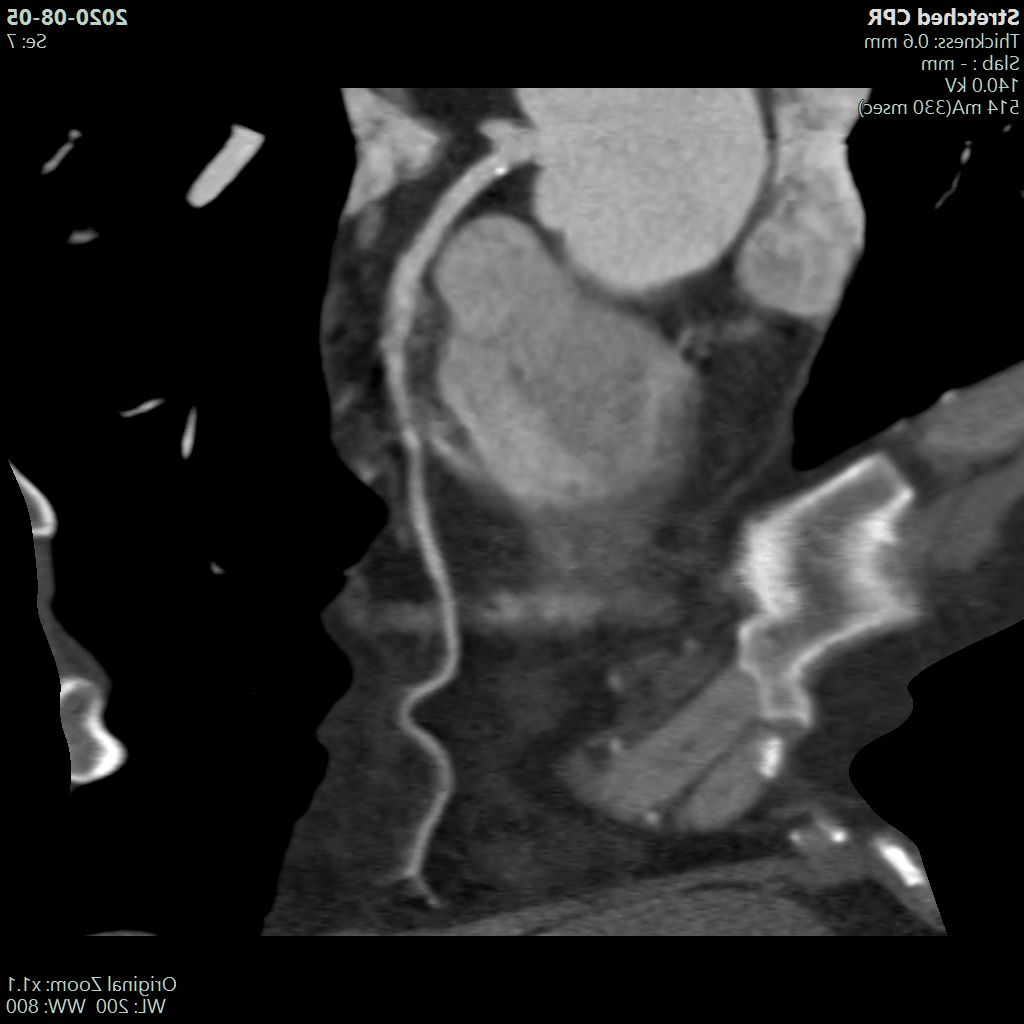 Stretched CPR
Thickness: 0.6 mm
Slab : - mm
140.0 kV
514 mA(330 msec)
2020-08-05
Se: 7
Original Zoom: x1.1
WL: 200 WW: 800